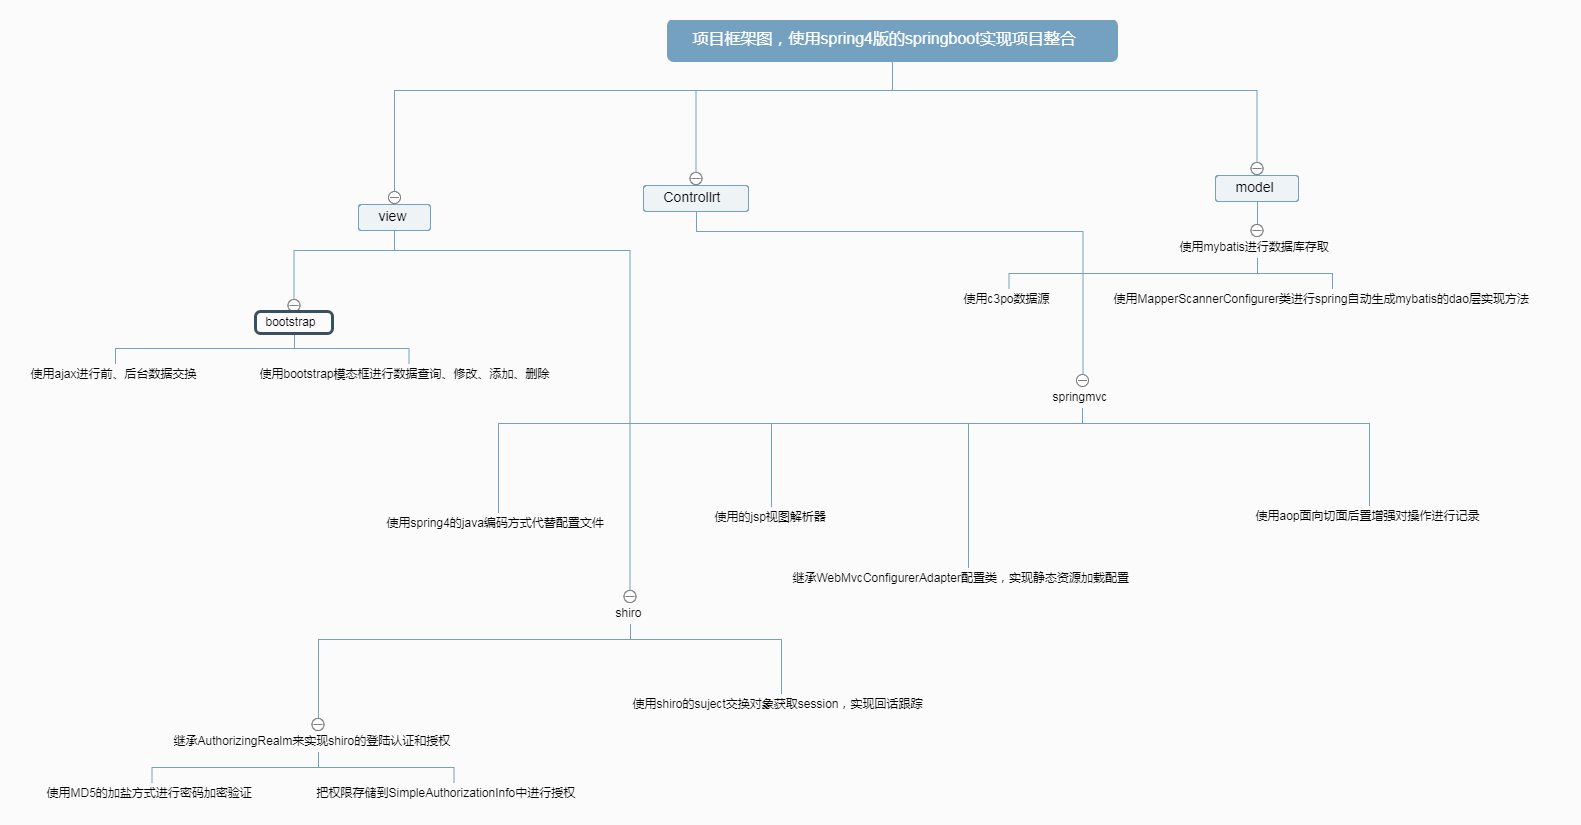 项目框架图，使用spring4版的springboot实现项目整合
view
Controllrt
model
使用mybatis进行数据库存取
使用c3po数据源
使用MapperScannerConfigurer类进行spring自动生成mybatis的dao层实现方法
bootstrap
使用ajax进行前、后台数据交换
使用bootstrap模态框进行数据查询、修改、添加、删除
springmvc
使用spring4的java编码方式代替配置文件
使用的jsp视图解析器
使用aop面向切面后置增强对操作进行记录
继承WebMvcConfigurerAdapter配置类，实现静态资源加载配置
shiro
使用shiro的suject交换对象获取session，实现回话跟踪
继承AuthorizingRealm来实现shiro的登陆认证和授权
使用MD5的加盐方式进行密码加密验证
把权限存储到SimpleAuthorizationInfo中进行授权